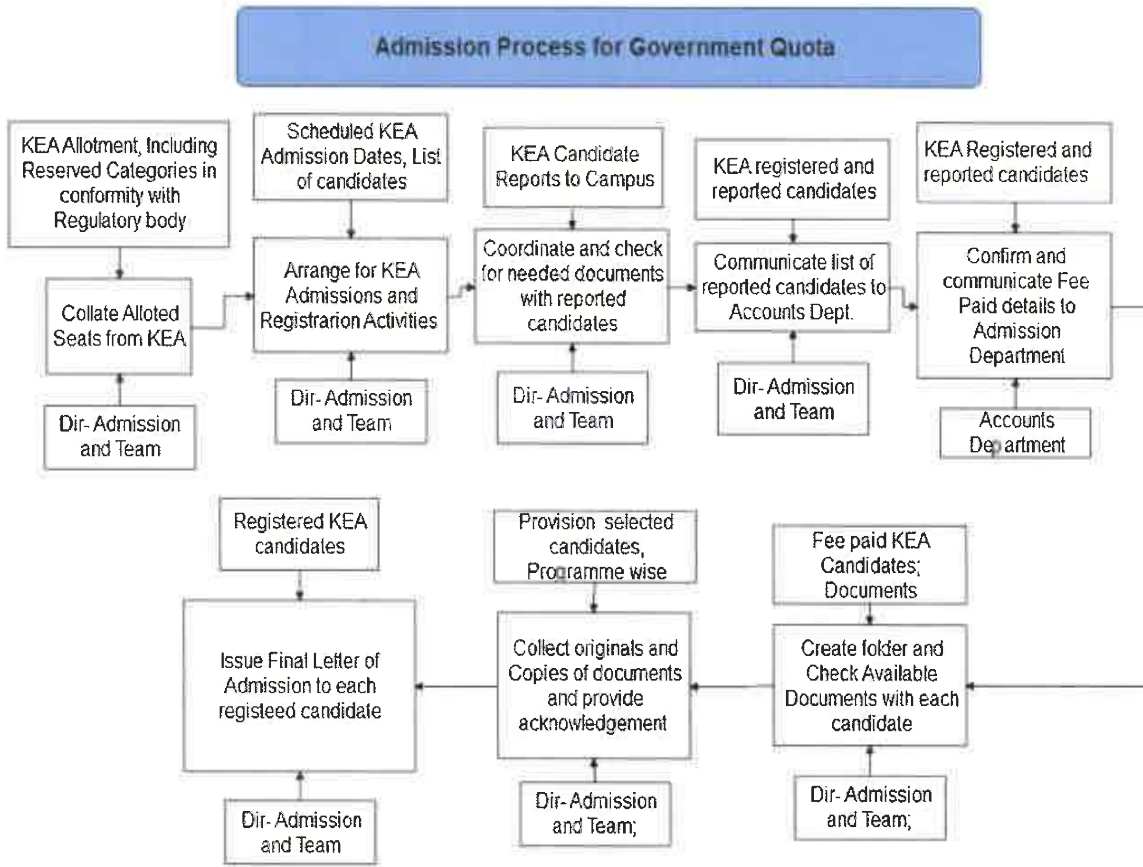 Admission Process for Government Quota
KEA Allotment, Including
Reserved Categories in
conformity with
Regulatory body
Scheduled KEA
Admission Dates, List
of candidates
KEA Candidate
Reports to Campus
KEA registered and
reported candidates
KEA Registered and
reported candidates
Collate Alloted
Seats from KEA
Arrange for KEA
Admissions and
Registrarion Activities
Coordinate and check
for needed documents
with reported
candidates
Communicate list of
reported candidates to
Accounts Dept.
Confirm and
communicate Fee
Paid details to
Admission
Department
Dir- Admission
and Team
Dir- Admission
and Team
Dir- Admission
and Team
Dir- Admission
and Team
Accounts
Department
Registered KEA
candidates
Provision selected
candidates,
Programme wise
Fee paid KEA
Candidates;
Documents
Issue Final Letter of
Admission to each
registeed candidate
Collect originals and
Copies of documents
and provide
acknowledgement
Create folder and
Check Available
Documents with each
candidate
Dir- Admission
and Team
Dir- Admission
and Team;
Dir- Admission
and Team;